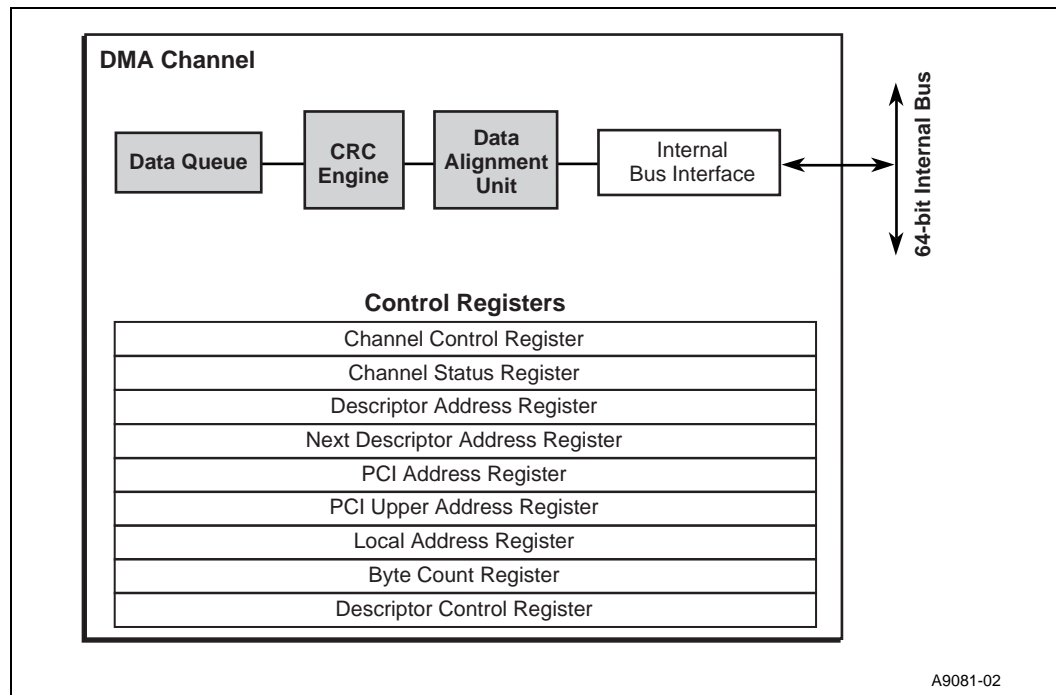 DMA Channel
Data Queue
CRC
Engine
Data
Alignment
Unit
Internal
Bus Interface
64-bit Internal Bus
Control Registers
Channel Control Register
Channel Status Register
Descriptor Address Register
Next Descriptor Address Register
PCI Address Register
PCI Upper Address Register
Local Address Register
Byte Count Register
Descriptor Control Register
A9081-02